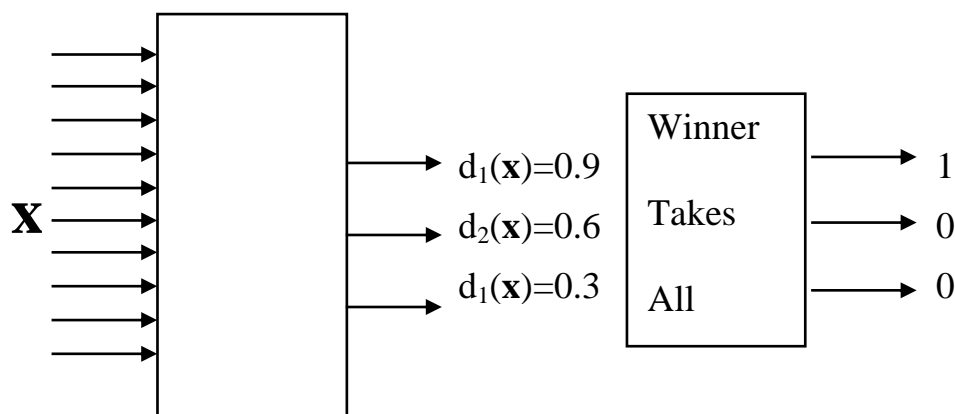 x
d₁(x)=0.9
d₂(x)=0.6
d₁(x)=0.3
Winner
Takes
All
1
0
0